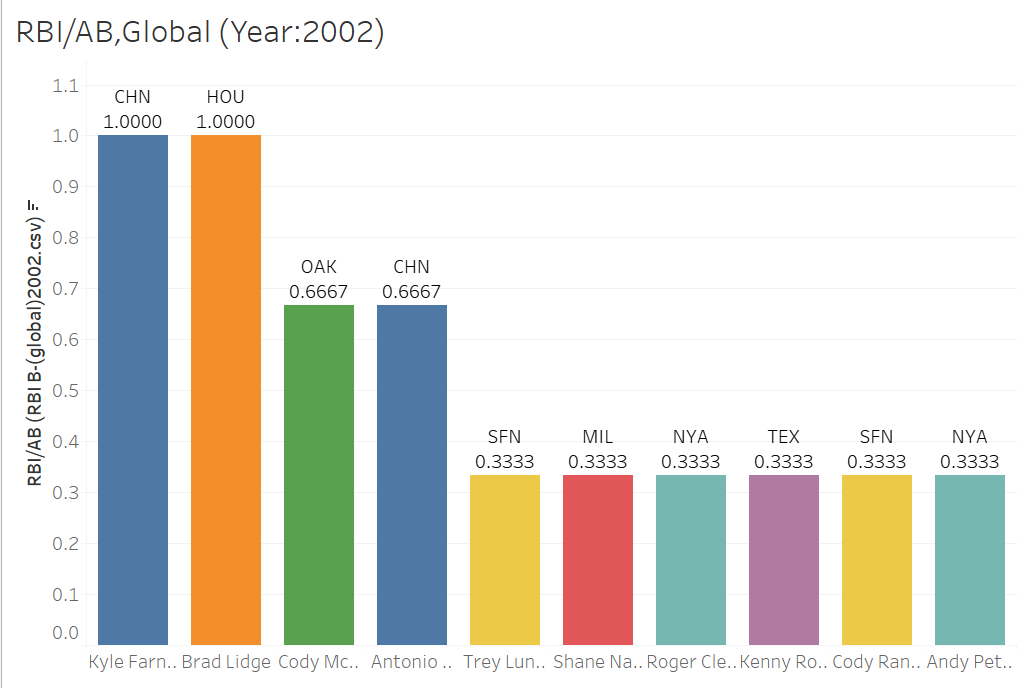 RBI/AB,Global (Year:2002)
RBI/AB (RBI B-(global)2002.csv)
1.1
1.0
0.9
0.8
0.7
0.6
0.5
0.4
0.3
0.2
0.1
0.0
CHN
1.0000
HOU
1.0000
OAK
0.6667
CHN
0.6667
SFN
0.3333
MIL
0.3333
NYA
0.3333
TEX
0.3333
SFN
0.3333
NYA
0.3333
Kyle Farn..
Brad Lidge
Cody Mc..
Antonio ..
Trey Lun..
Shane Na..
Roger Cle..
Kenny Ro..
Cody Ran..
Andy Pet..